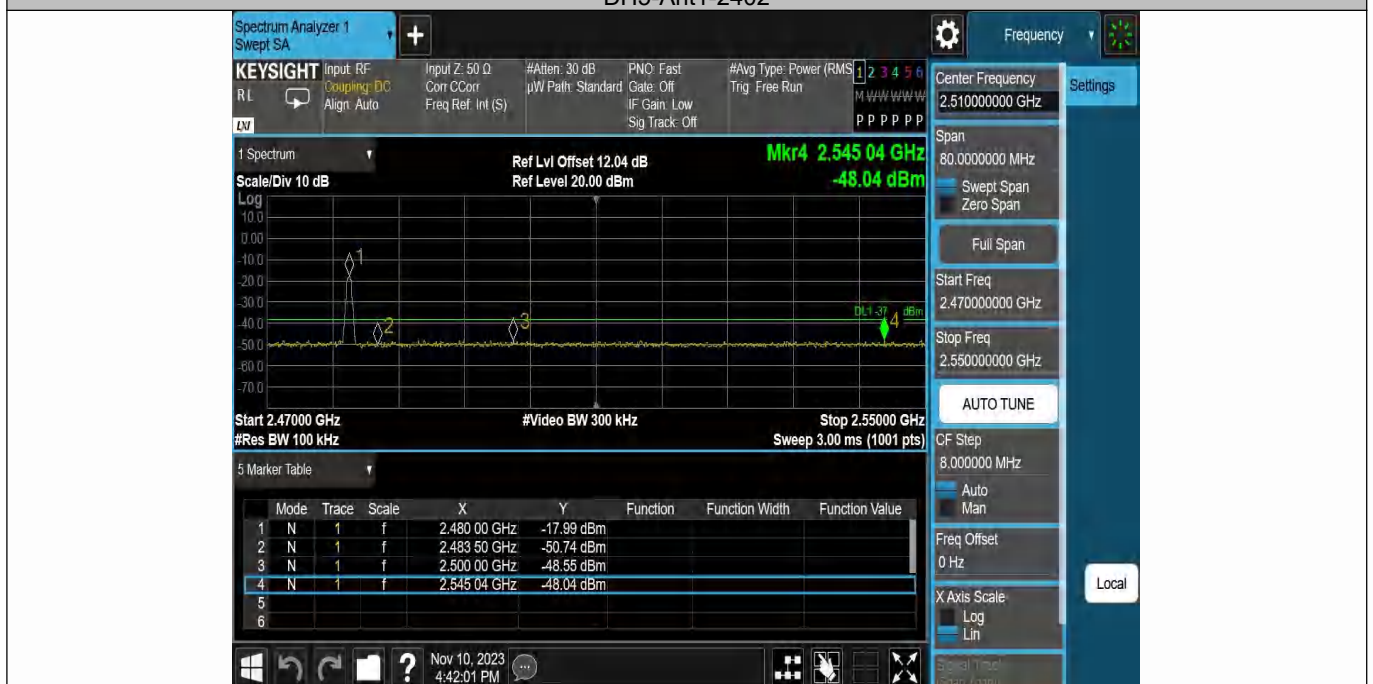 DH5-Ant1-2402
Spectrum Analyzer 1
Swept SA
+
Frequency
KEYSIGHT
RL
LXI
Input: RF
Coupling: DC
Align: Auto
Input Z: 50 Ω
Corr CCorr
Freq Ref: Int (S)
#Atten: 30 dB
µW Path: Standard
PNO: Fast
Gate: Off
IF Gain: Low
Sig Track: Off
#Avg Type: Power (RMS
Trig: Free Run
1 2 3 4 5 6
M W W W W W
P P P P P P
1 Spectrum
Scale/Div 10 dB
Ref Lvl Offset 12.04 dB
Ref Level 20.00 dBm
Mkr4 2.545 04 GHz
-48.04 dBm
Log
10.0
0.00
-10.0
-20.0
-30.0
-40.0
-50.0
-60.0
-70.0
1
2
3
4
DL1 -37 dBm
Start 2.47000 GHz
#Video BW 300 kHz
Stop 2.55000 GHz
#Res BW 100 kHz
Sweep 3.00 ms (1001 pts)
5 Marker Table
Mode Trace Scale X Y Function Function Width Function Value
1 N 1 f 2.480 00 GHz -17.99 dBm
2 N 1 f 2.483 50 GHz -50.74 dBm
3 N 1 f 2.500 00 GHz -48.55 dBm
4 N 1 f 2.545 04 GHz -48.04 dBm
5
6
Center Frequency
2.510000000 GHz
Settings
Span
80.0000000 MHz
Swept Span
Zero Span
Full Span
Start Freq
2.470000000 GHz
Stop Freq
2.550000000 GHz
AUTO TUNE
CF Step
8.000000 MHz
Auto
Man
Freq Offset
0 Hz
X Axis Scale
Log
Lin
Local
Signal Track
?
Nov 10, 2023
4:42:01 PM